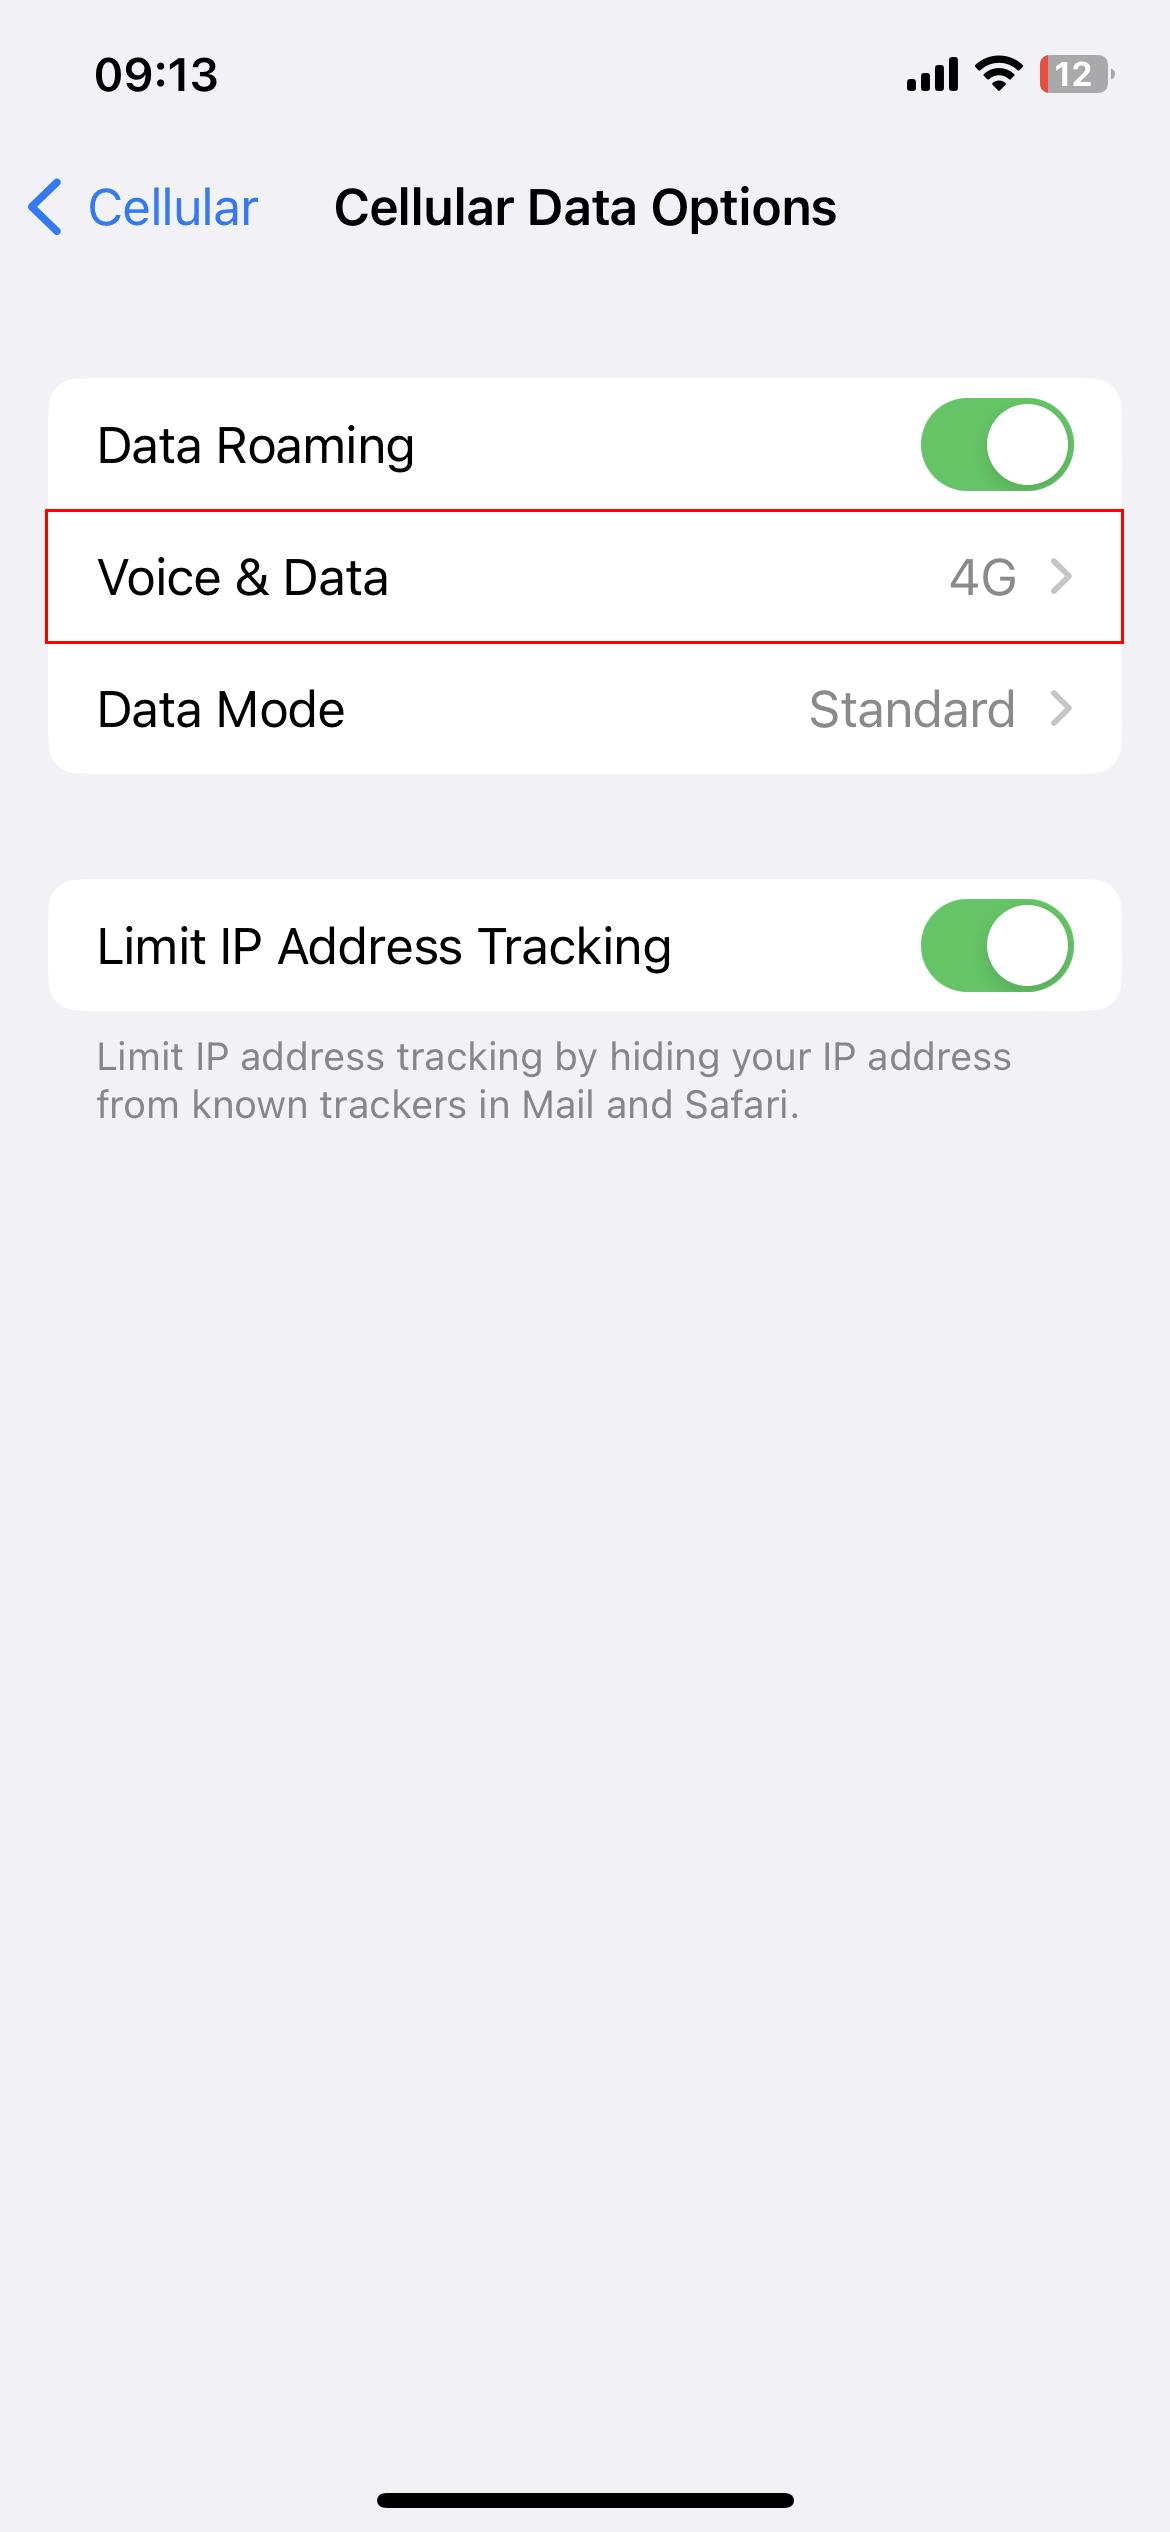 09:13
12
Cellular
Cellular Data Options
Data Roaming
Voice & Data 4G
Data Mode Standard
Limit IP Address Tracking
Limit IP address tracking by hiding your IP address
from known trackers in Mail and Safari.